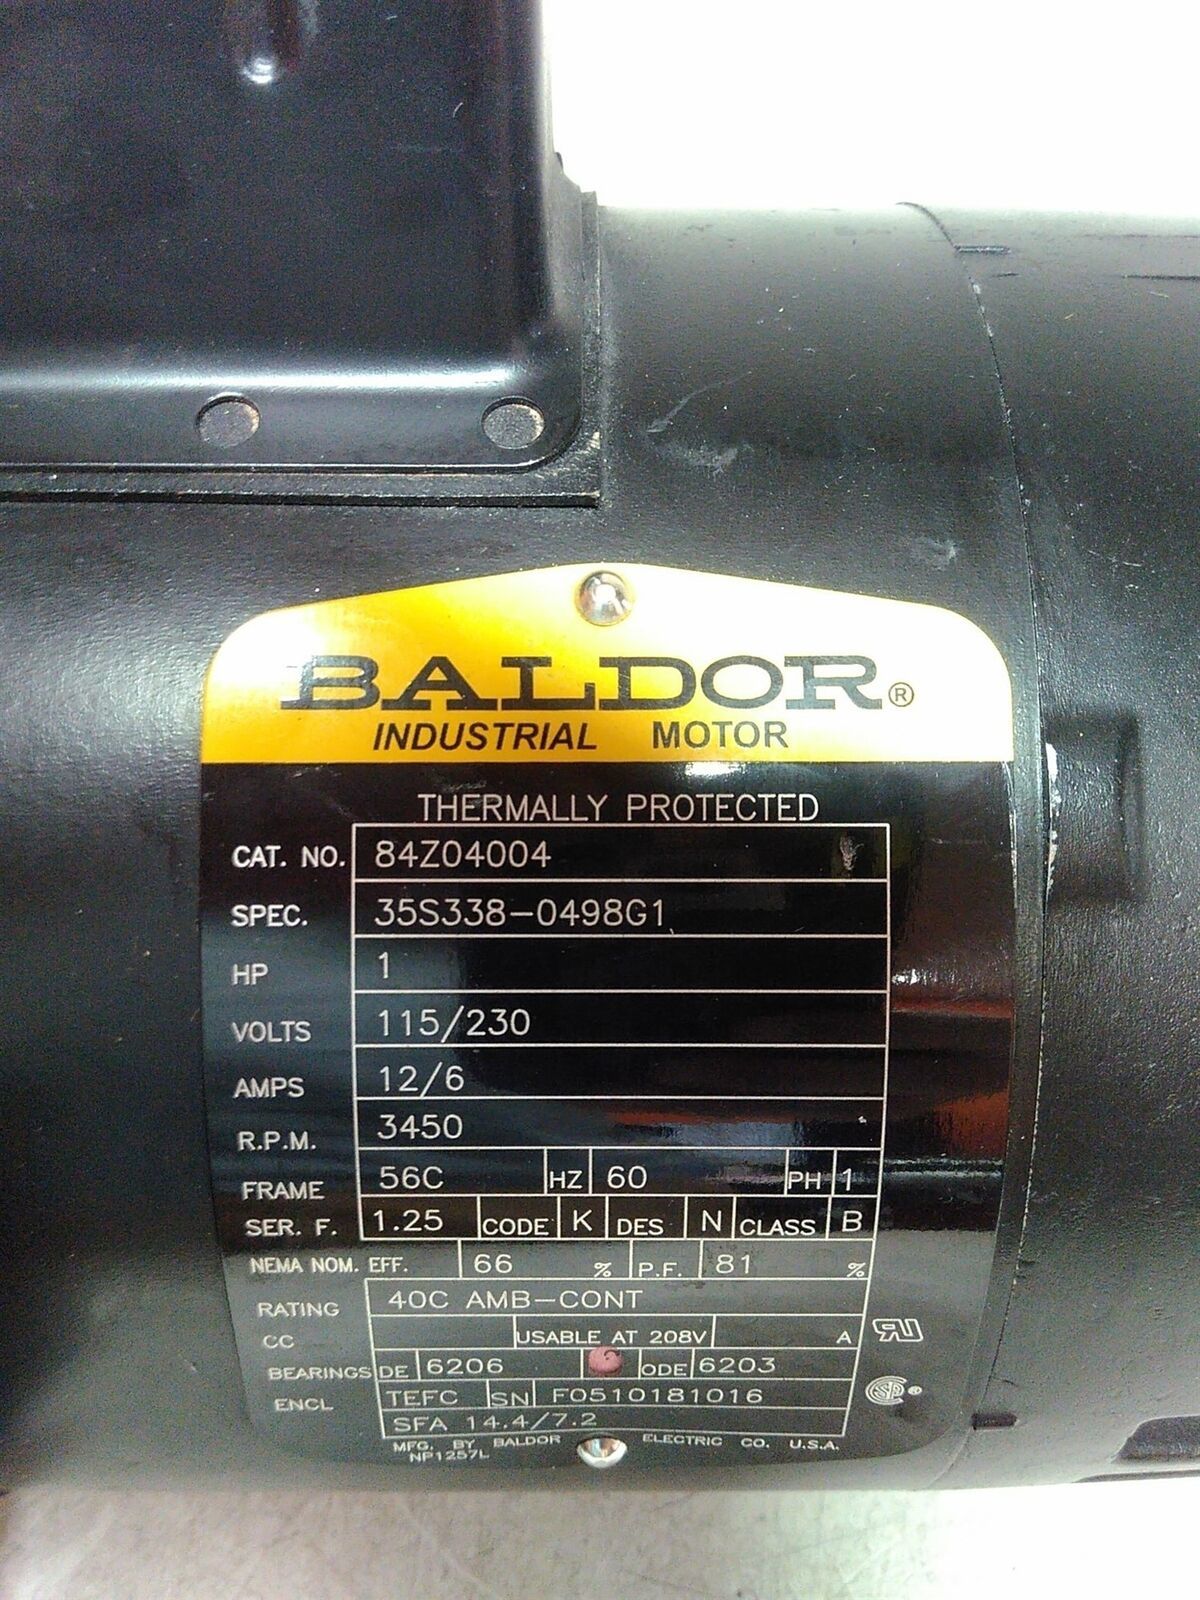 BALDOR®
INDUSTRIAL MOTOR
THERMALLY PROTECTED
CAT. NO. 84Z04004
SPEC. 35S338-0498G1
HP 1
VOLTS 115/230
AMPS 12/6
R.P.M. 3450
FRAME 56C HZ 60 PH 1
SER. F. 1.25 CODE K DES N CLASS B
NEMA NOM. EFF. 66 % P.F. 81 %
RATING 40C AMB-CONT
CC USABLE AT 208V A
BEARINGS DE 6206 ODE 6203
ENCL TEFC SN F0510181016
SFA 14.4/7.2
MFG. BY BALDOR ELECTRIC CO. U.S.A.
NP1257L